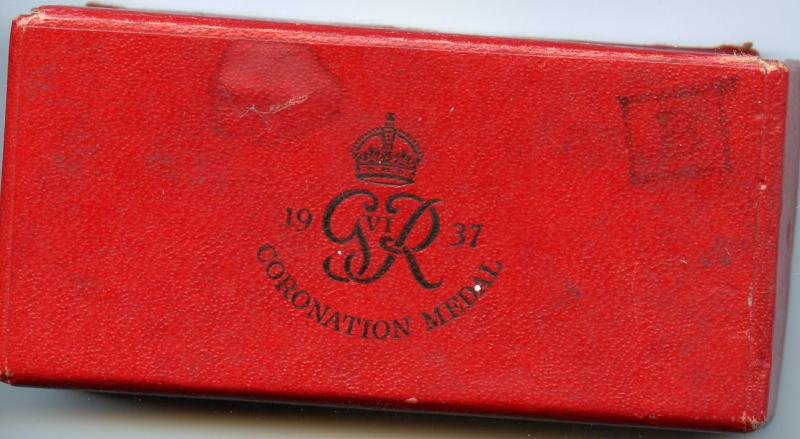 19 GVIR 37
CORONATION MEDAL